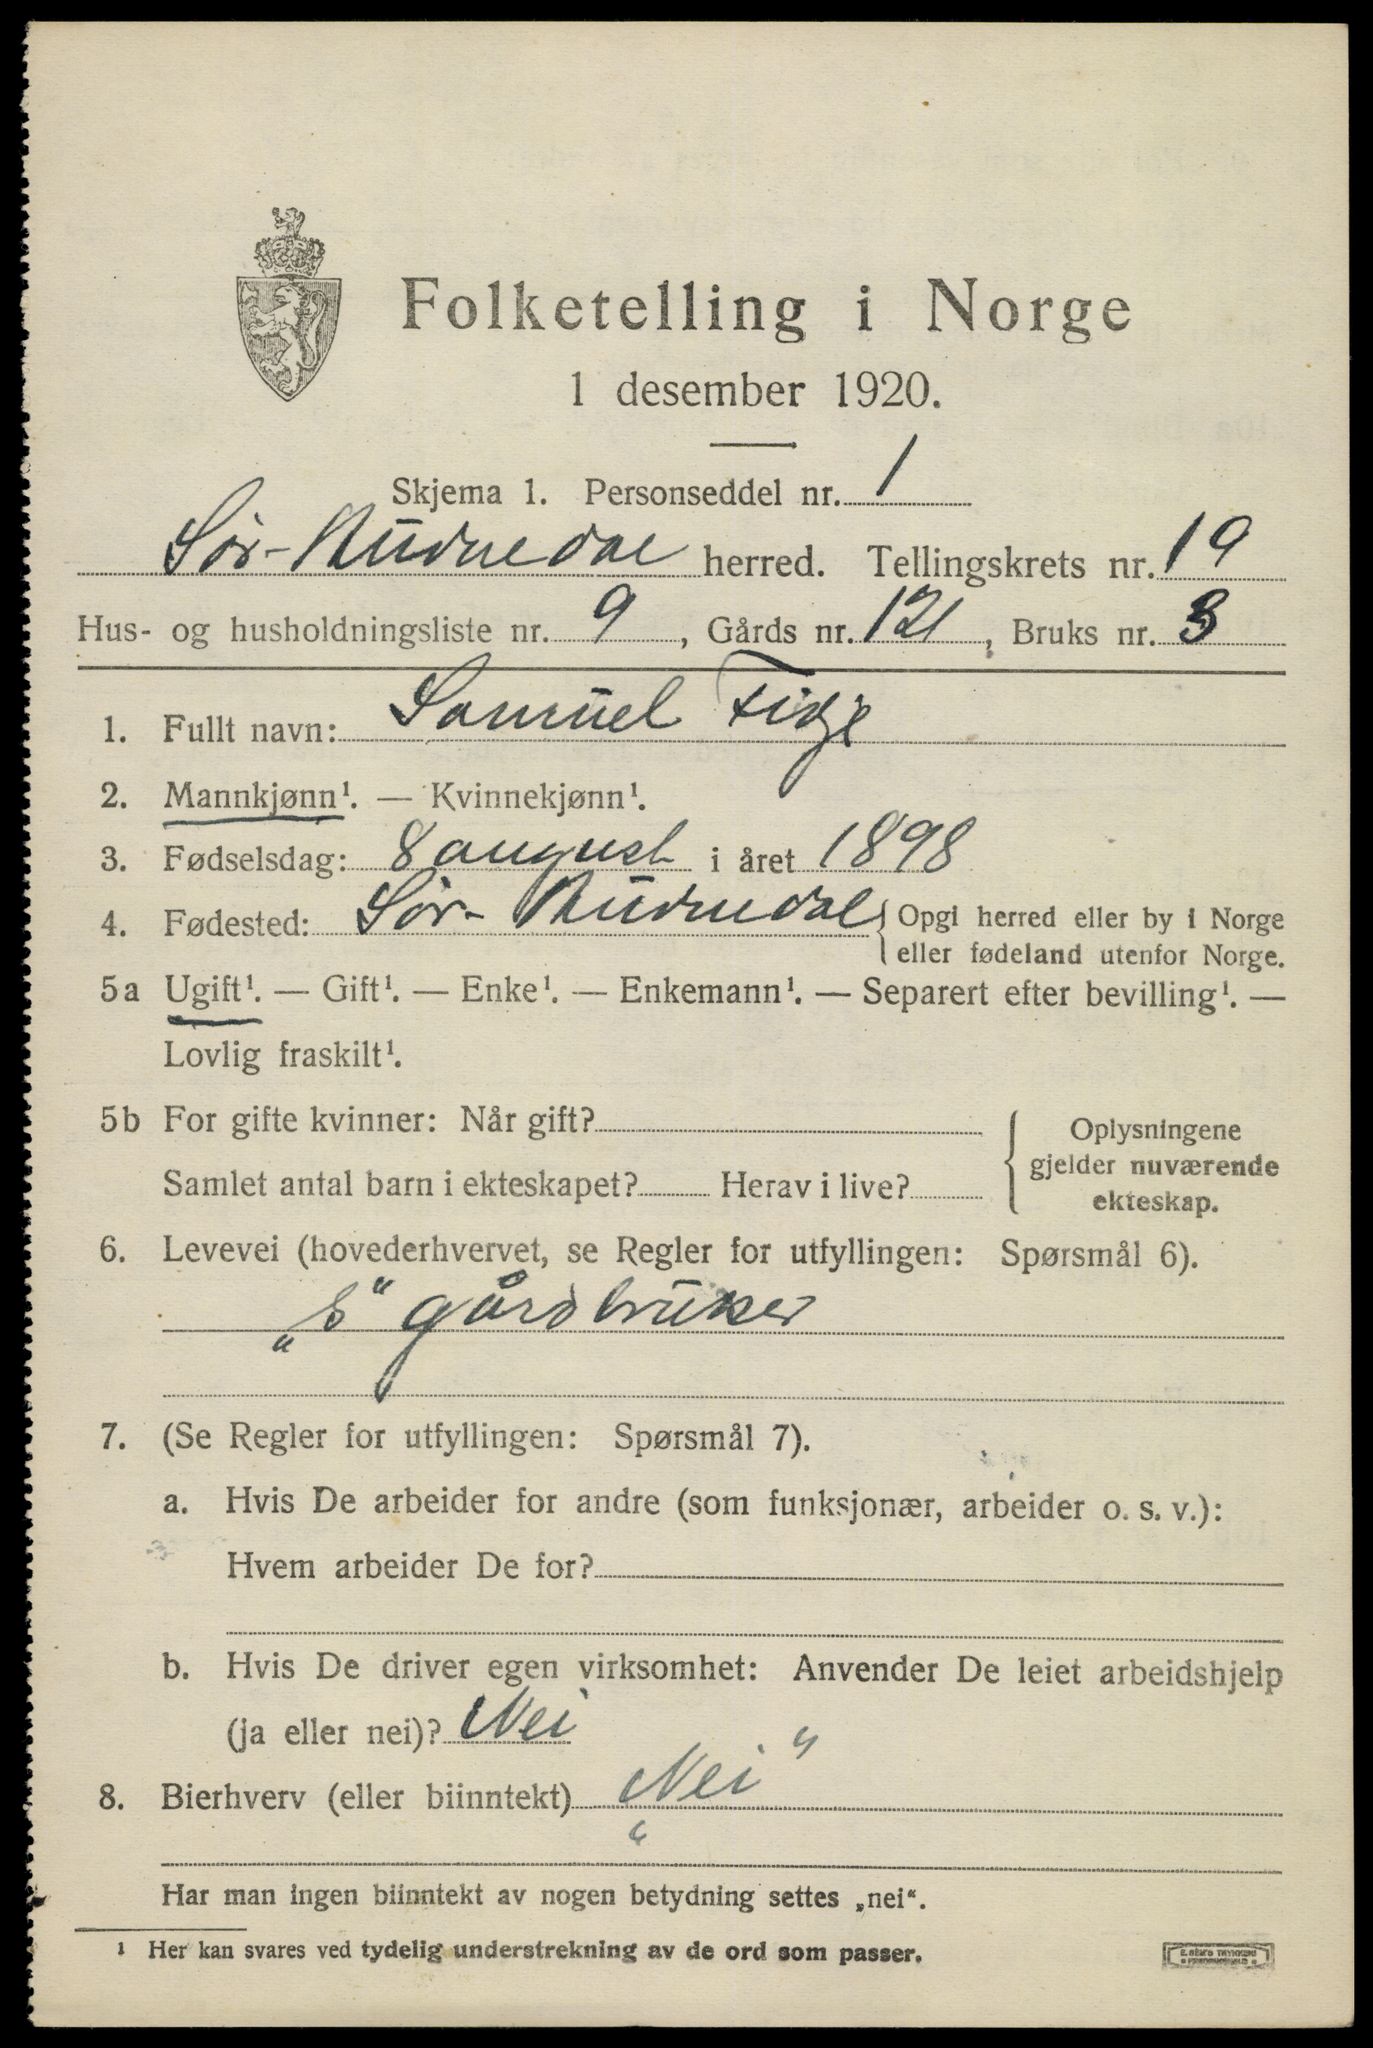 Folketelling i Norge
1 desember 1920.
Skjema 1. Personseddel nr. 1
Sør-Audnedal herred. Tellingskrets nr. 19
Hus- og husholdningsliste nr. 9, Gårds nr. 121, Bruks nr. 3
1. Fullt navn: Samuel Fidje
2. Mannkjønn¹. — Kvinnekjønn¹.
3. Fødselsdag: 8 august i året 1898
4. Fødested: Sør-Audnedal { Opgi herred eller by i Norge
eller fødeland utenfor Norge.
5a Ugift¹. — Gift¹. — Enke¹. — Enkemann¹. — Separert efter bevilling¹. —
Lovlig fraskilt¹.
5b For gifte kvinner: Når gift?
Samlet antal barn i ekteskapet? Herav i live?
{ Oplysningene
gjelder nuværende
ekteskap.
6. Levevei (hovederhvervet, se Regler for utfyllingen: Spørsmål 6).
„S" gårdbruker
7. (Se Regler for utfyllingen: Spørsmål 7).
a. Hvis De arbeider for andre (som funksjonær, arbeider o. s. v.):
Hvem arbeider De for?
b. Hvis De driver egen virksomhet: Anvender De leiet arbeidshjelp
(ja eller nei)? Nei
8. Bierhverv (eller biinntekt) „Nei"
Har man ingen biinntekt av nogen betydning settes „nei".
¹ Her kan svares ved tydelig understrekning av de ord som passer.